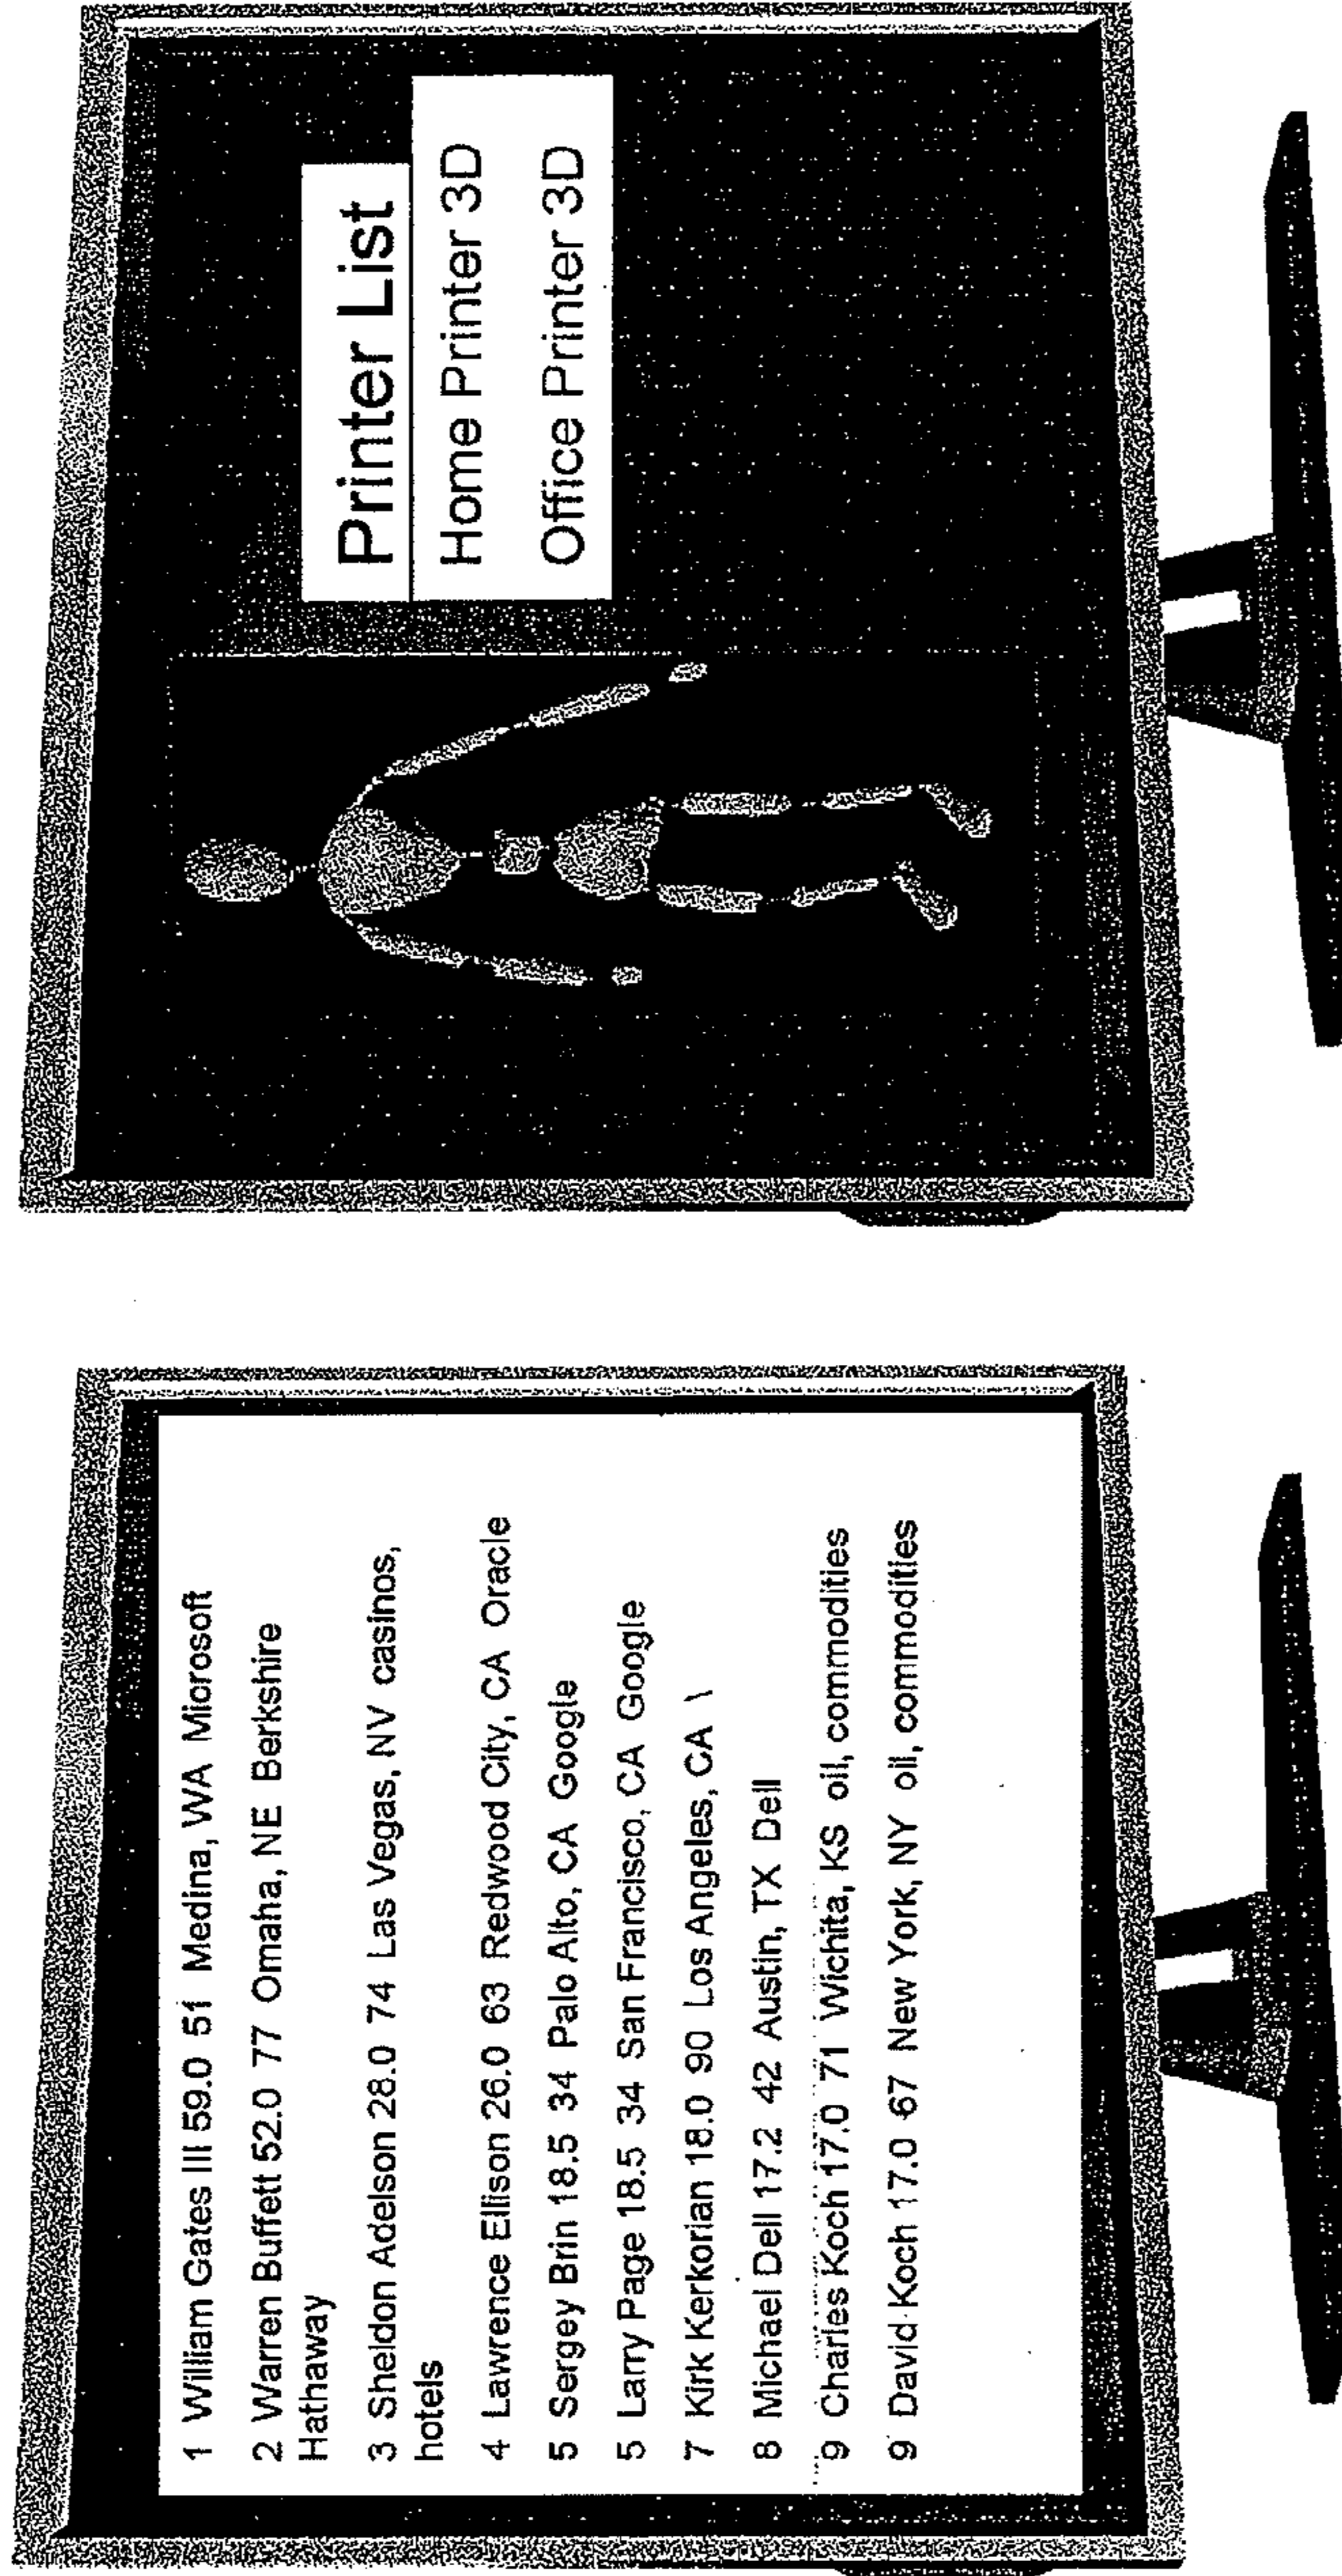 1 William Gates III 59.0 51 Medina, WA Microsoft
2 Warren Buffett 52.0 77 Omaha, NE Berkshire
Hathaway
3 Sheldon Adelson 28.0 74 Las Vegas, NV casinos,
hotels
4 Lawrence Ellison 26.0 63 Redwood City, CA Oracle
5 Sergey Brin 18.5 34 Palo Alto, CA Google
5 Larry Page 18.5 34 San Francisco, CA Google
7 Kirk Kerkorian 18.0 90 Los Angeles, CA \
8 Michael Dell 17.2 42 Austin, TX Dell
9 Charles Koch 17.0 71 Wichita, KS oil, commodities
9 David Koch 17.0 67 New York, NY oil, commodities
Printer List
Home Printer 3D
Office Printer 3D